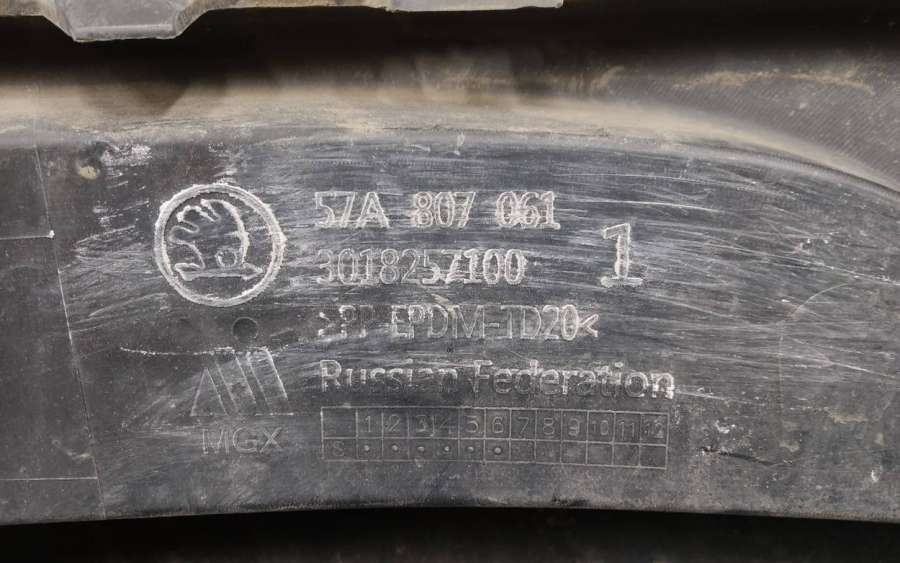 57A 807 061
3018257100
1
>PP EPDM-TD20<
Russian Federation
MGX
1 2 3 4 5 6 7 8 9 10 11 12
S